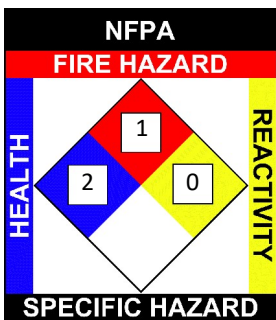 NFPA
FIRE HAZARD
HEALTH
1
2
0
REACTIVITY
SPECIFIC HAZARD